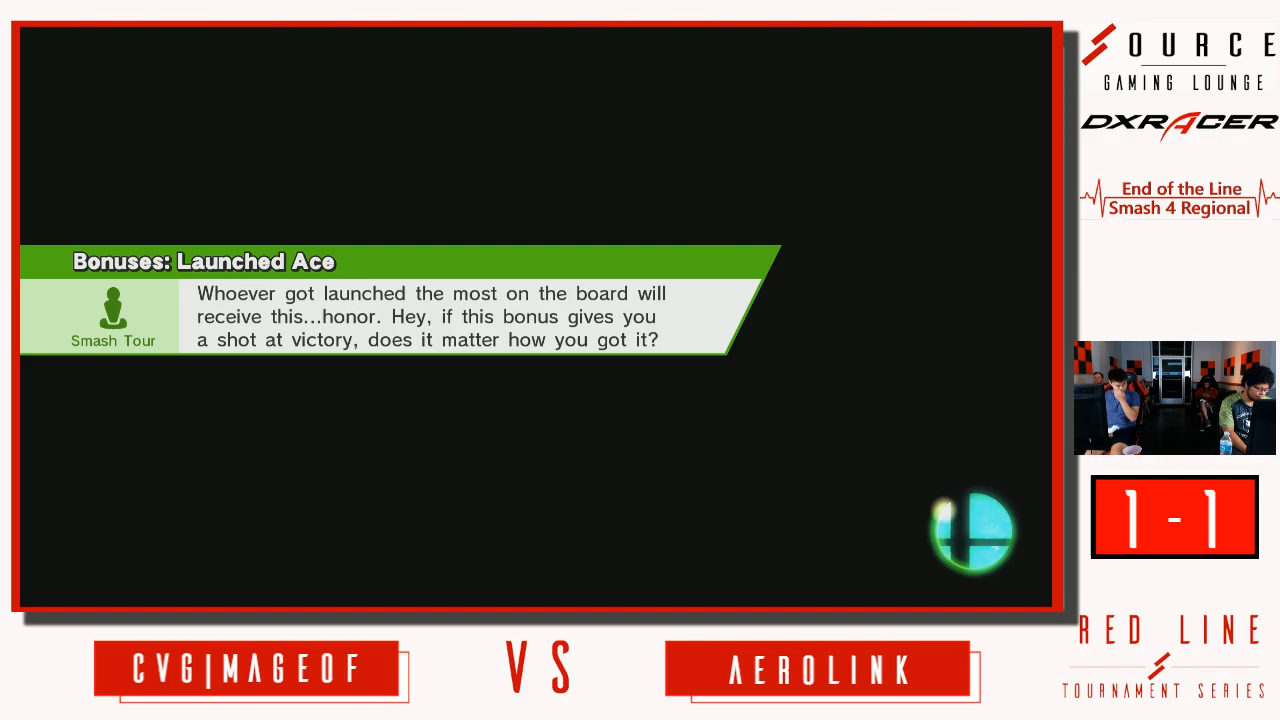 SOURCE
GAMING LOUNGE
DXRACER
End of the Line
Smash 4 Regional
Bonuses: Launched Ace
Whoever got launched the most on the board will
receive this...honor. Hey, if this bonus gives you
a shot at victory, does it matter how you got it?
Smash Tour
1 - 1
CVG|MAGEOF
VS
AEROLINK
RED LINE
TOURNAMENT SERIES